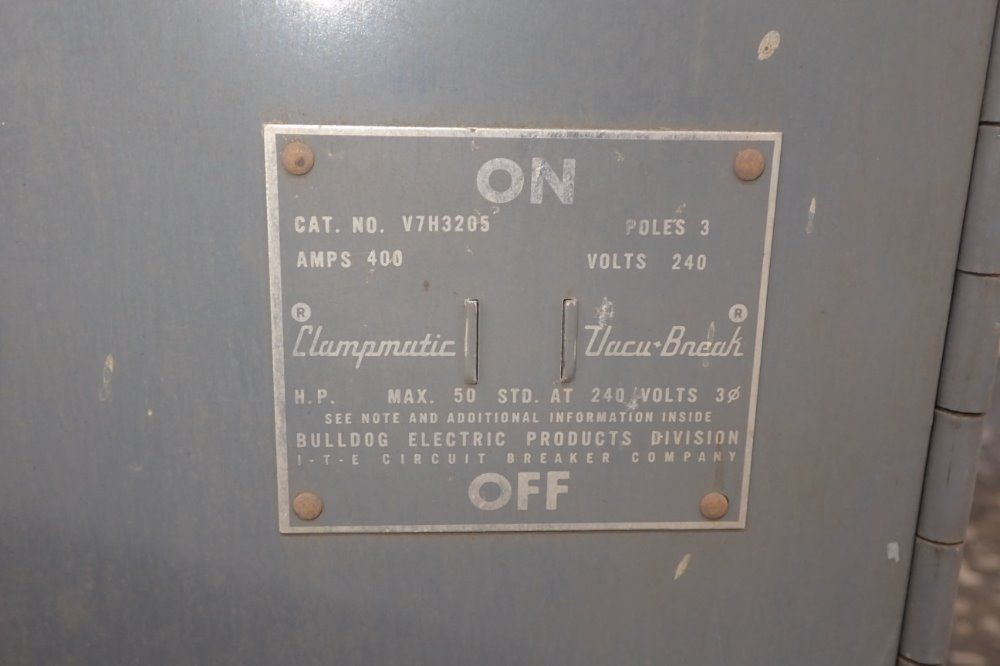 ON
CAT. NO. V7H3205 POLES 3
AMPS 400 VOLTS 240
® ®
Clampmatic Vacu-Break
H.P. MAX. 50 STD. AT 240 VOLTS 3ø
SEE NOTE AND ADDITIONAL INFORMATION INSIDE
BULLDOG ELECTRIC PRODUCTS DIVISION
I-T-E CIRCUIT BREAKER COMPANY
OFF